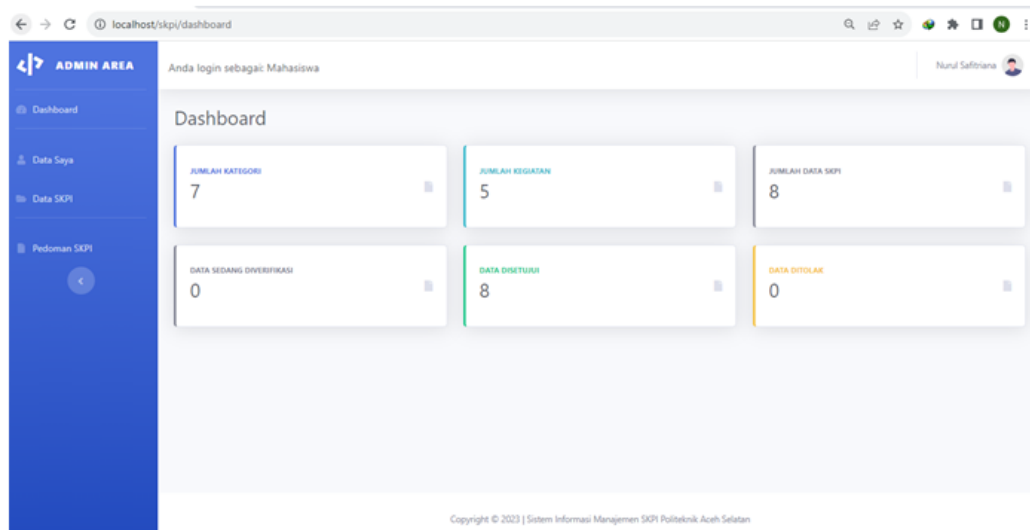 localhost/skpi/dashboard
N
ADMIN AREA
Anda login sebagai: Mahasiswa
Nurul Safitriana
Dashboard
Data Saya
Data SKPI
Pedoman SKPI
Dashboard
JUMLAH KATEGORI
7
JUMLAH KEGIATAN
5
JUMLAH DATA SKPI
8
DATA SEDANG DIVERIFIKASI
0
DATA DISETUJUI
8
DATA DITOLAK
0
Copyright © 2023 | Sistem Informasi Manajemen SKPI Politeknik Aceh Selatan